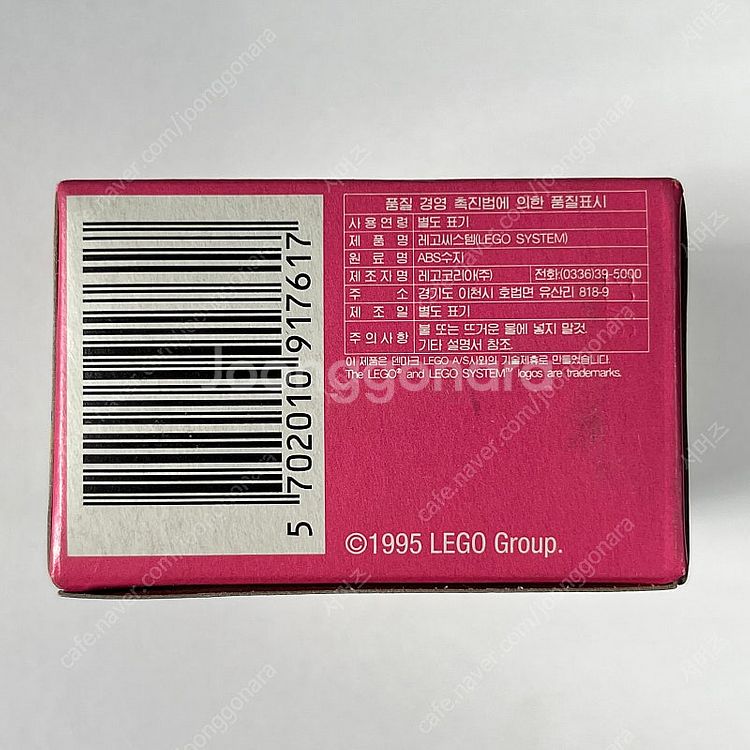 품질 경영 촉진법에 의한 품질표시
사용연령 별도 표기
제 품 명 레고씨스템(LEGO SYSTEM)
원 료 명 ABS수지
제조자명 레고코리아(주) 전화(0336)39-5000
주 소 경기도 이천시 호법면 유산리 818-9
제 조 일 별도 표기
주의사항 불 또는 뜨거운 물에 넣지 말것.
기타 설명서 참조.
이 제품은 덴마크 LEGO A/S사와의 기술제휴로 만들었습니다.
The LEGO® and LEGO SYSTEM™ logos are trademarks.
©1995 LEGO Group.
5 702010 917617
Joonggonara
cafe.naver.com/joonggonara